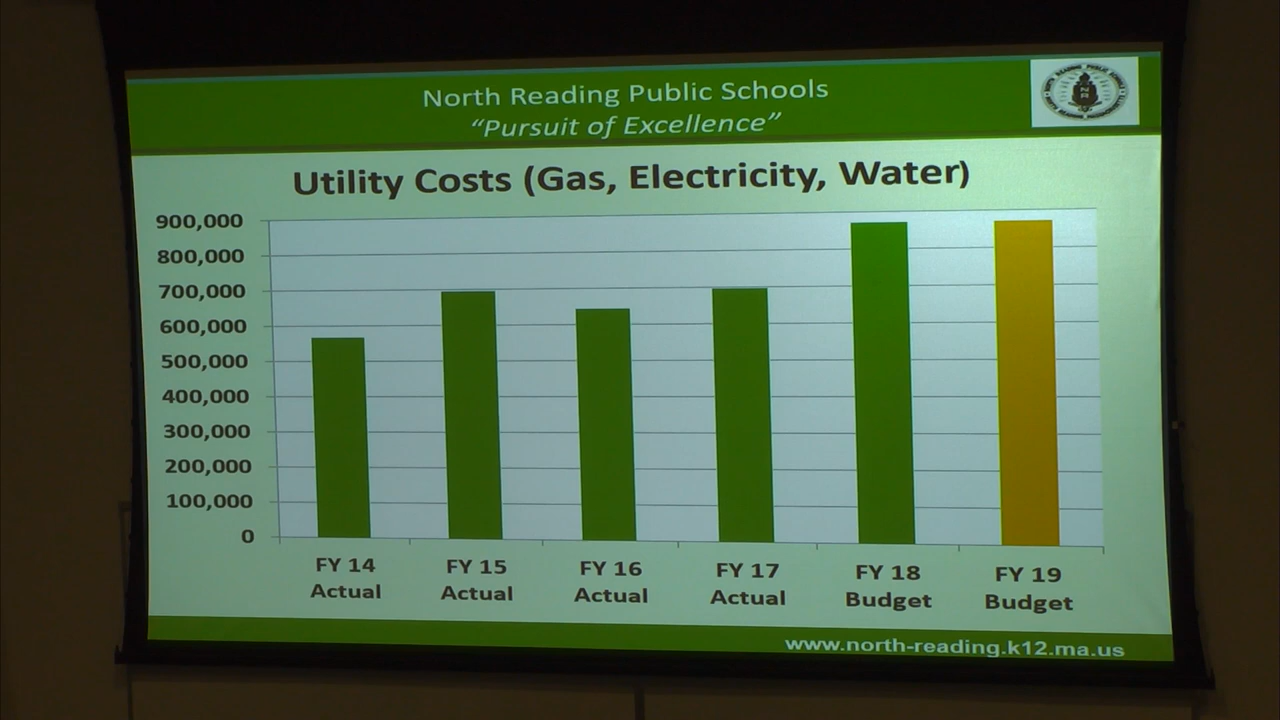 North Reading Public Schools
“Pursuit of Excellence”
Utility Costs (Gas, Electricity, Water)
900,000
800,000
700,000
600,000
500,000
400,000
300,000
200,000
100,000
0
FY 14 Actual
FY 15 Actual
FY 16 Actual
FY 17 Actual
FY 18 Budget
FY 19 Budget
www.north-reading.k12.ma.us